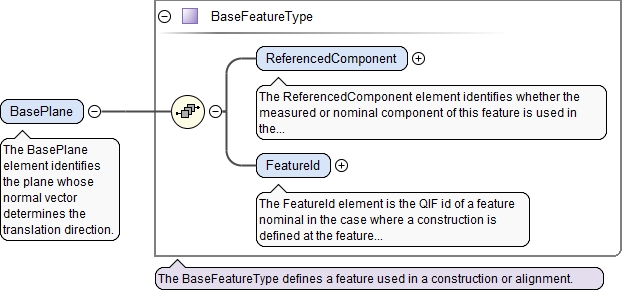 BaseFeatureType
ReferencedComponent
The ReferencedComponent element identifies whether the
measured or nominal component of this feature is used in
the...
BasePlane
The BasePlane
element identifies
the plane whose
normal vector
determines the
translation direction.
FeatureId
The FeatureId element is the QIF id of a feature
nominal in the case where a construction is
defined at the feature...
The BaseFeatureType defines a feature used in a construction or alignment.